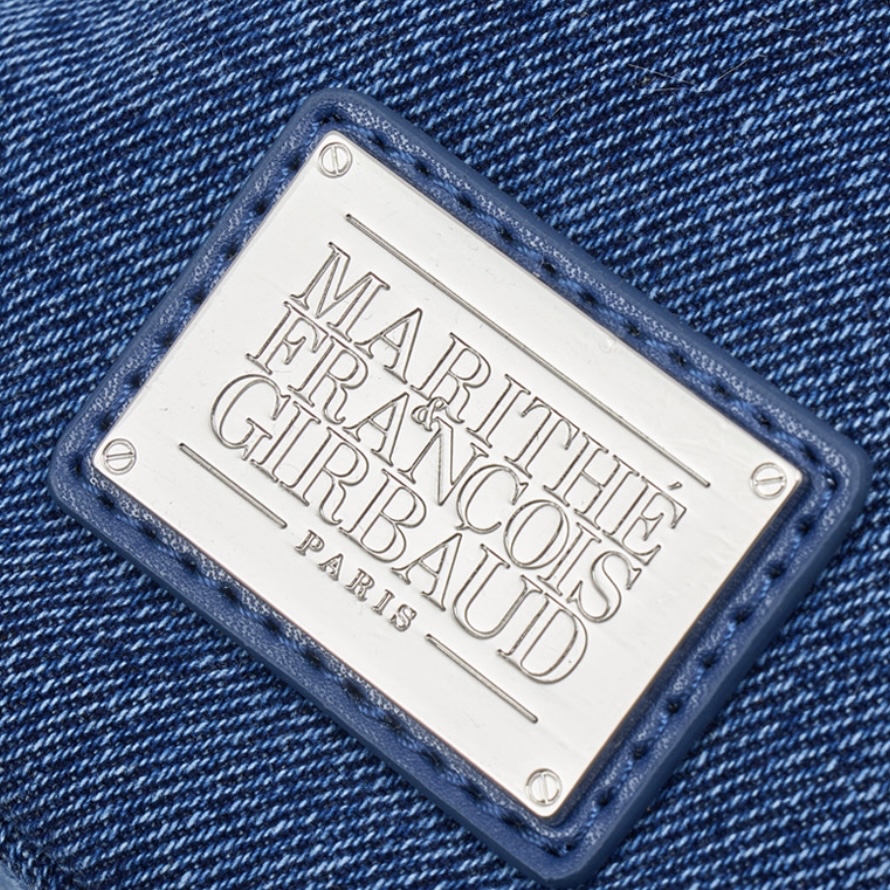 MARITHÉ
FRANÇOIS
&
GIRBAUD
PARIS